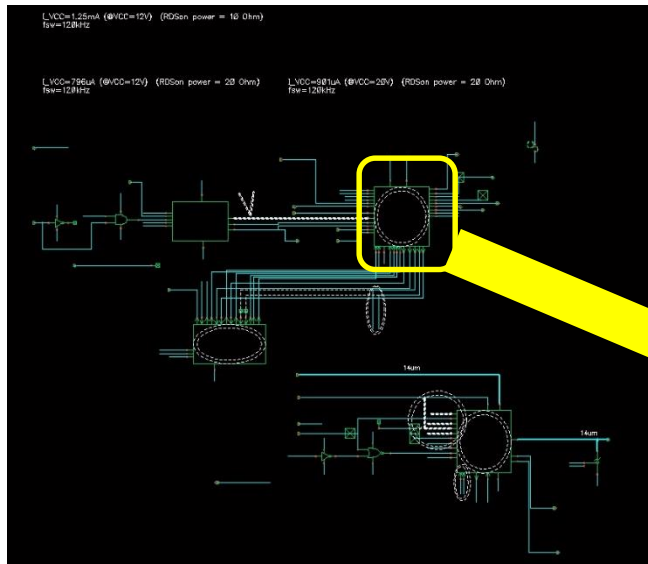 I_VCC=1.25mA (@VCC=12V) (RDSon power = 10 Ohm)
fsw=120kHz
I_VCC=796uA (@VCC=12V) (RDSon power = 20 Ohm)
fsw=120kHz
I_VCC=901uA (@VCC=20V) (RDSon power = 20 Ohm)
fsw=120kHz
14um
14um